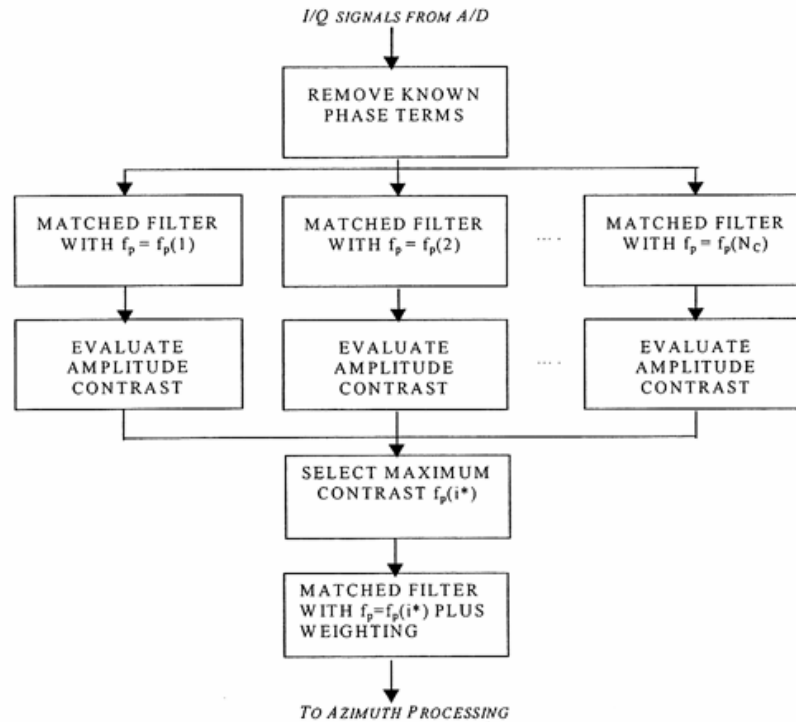 I/Q SIGNALS FROM A/D
REMOVE KNOWN
PHASE TERMS
MATCHED FILTER
WITH fp = fp(1)
MATCHED FILTER
WITH fp = fp(2)
....
MATCHED FILTER
WITH fp = fp(NC)
EVALUATE
AMPLITUDE
CONTRAST
EVALUATE
AMPLITUDE
CONTRAST
....
EVALUATE
AMPLITUDE
CONTRAST
SELECT MAXIMUM
CONTRAST fp(i*)
MATCHED FILTER
WITH fp=fp(i*) PLUS
WEIGHTING
TO AZIMUTH PROCESSING